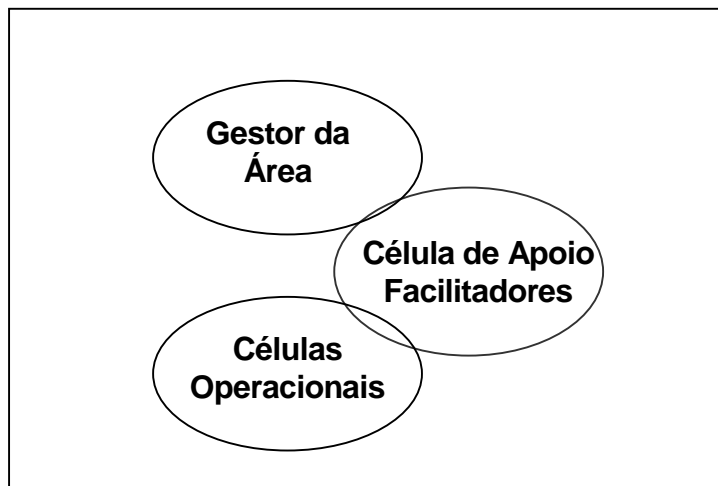 Gestor da
Área
Célula de Apoio
Facilitadores
Células
Operacionais